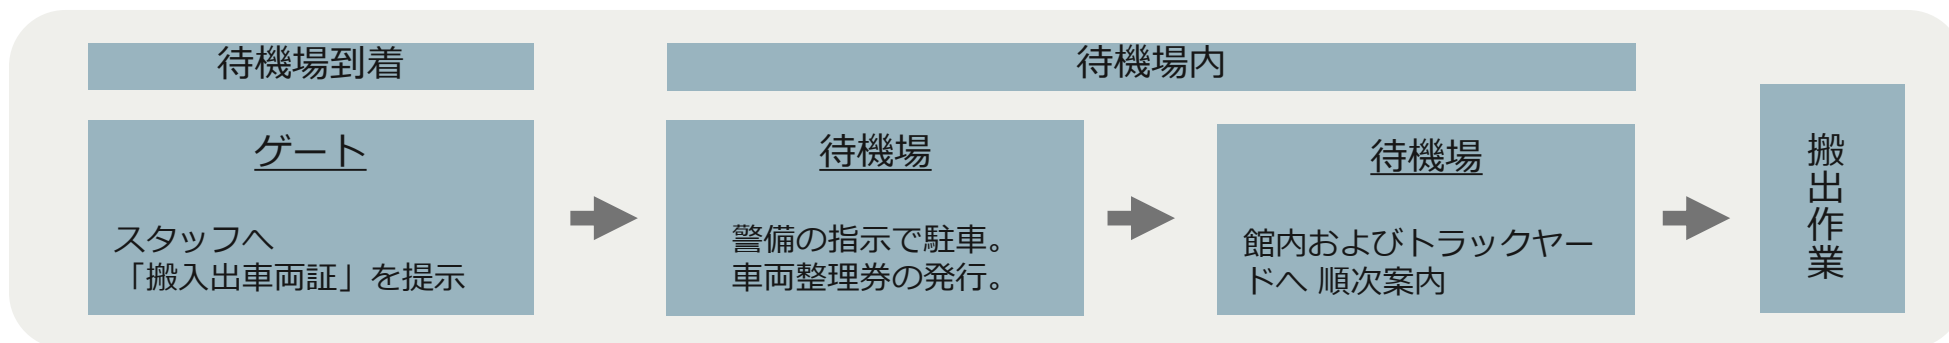 待機場到着
待機場内
ゲート
スタッフへ
「搬入出車両証」を提示
待機場
警備の指示で駐車。
車両整理券の発行。
待機場
館内およびトラックヤー
ドへ 順次案内
搬出作業